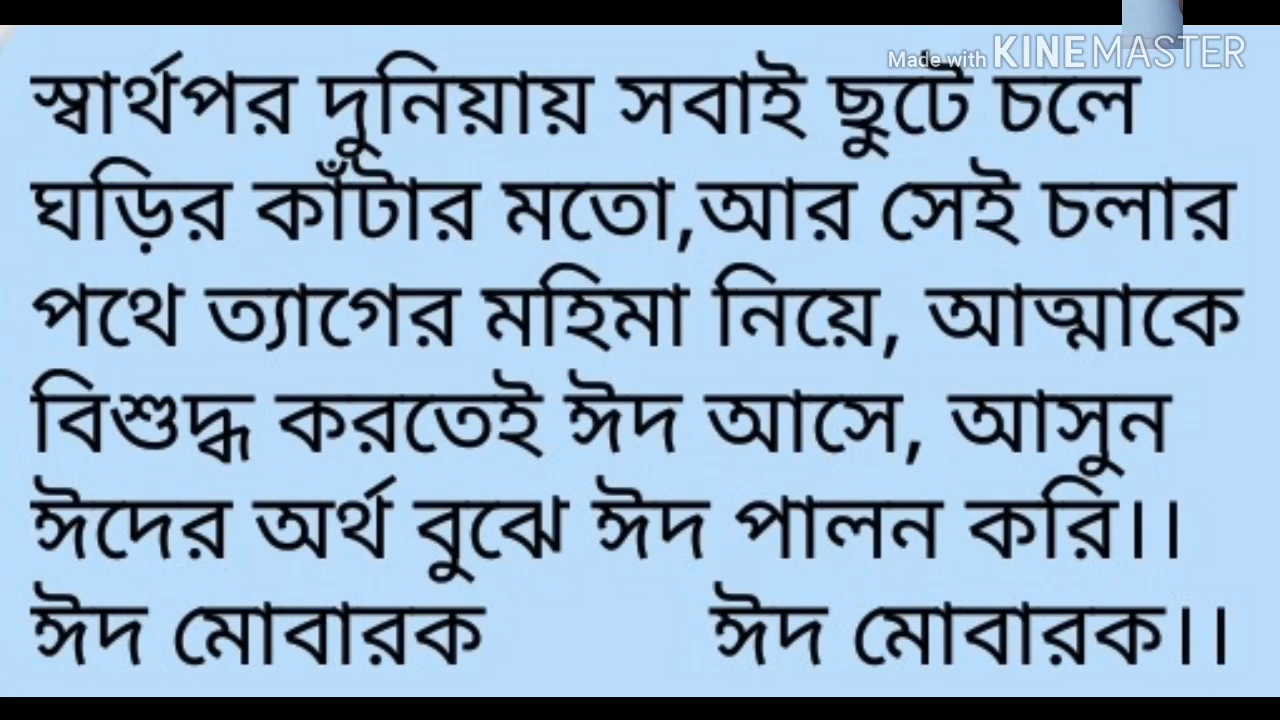 Made with KINEMASTER
স্বার্থপর দুনিয়ায় সবাই ছুটে চলে
ঘড়ির কাঁটার মতো,আর সেই চলার
পথে ত্যাগের মহিমা নিয়ে, আত্মাকে
বিশুদ্ধ করতেই ঈদ আসে, আসুন
ঈদের অর্থ বুঝে ঈদ পালন করি।।
ঈদ মোবারক ঈদ মোবারক।।